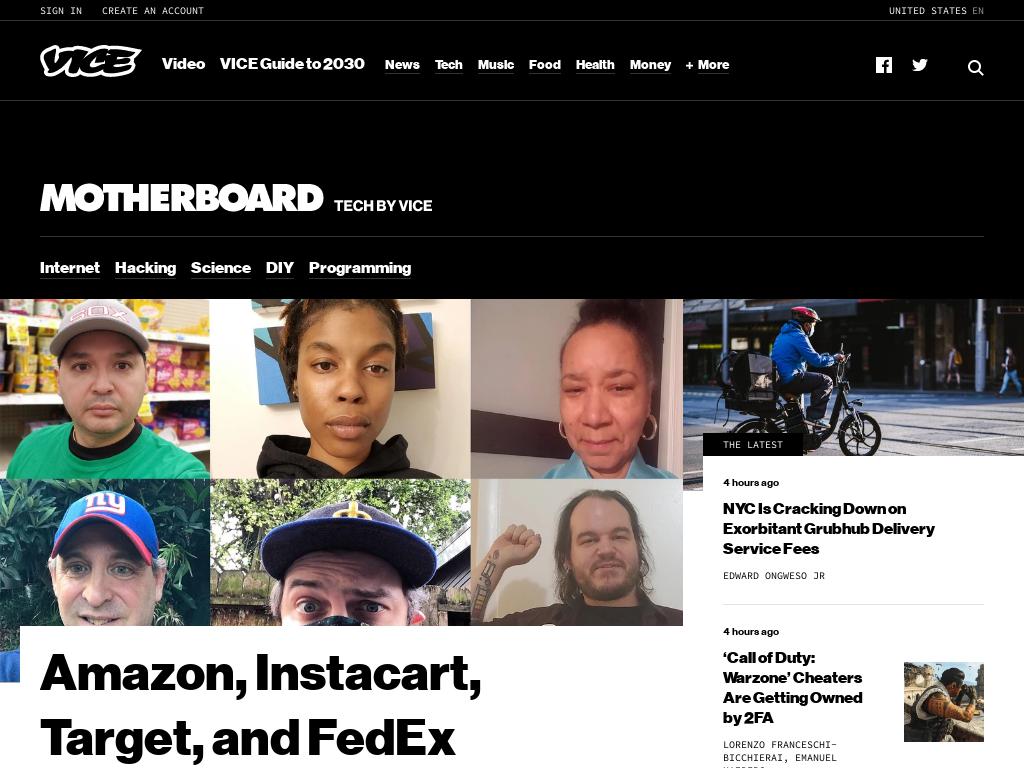 SIGN IN CREATE AN ACCOUNT UNITED STATES EN
VICE Video VICE Guide to 2030 News Tech Music Food Health Money + More
MOTHERBOARD TECH BY VICE
Internet Hacking Science DIY Programming
SOX
ny
THE LATEST
4 hours ago
NYC Is Cracking Down on
Exorbitant Grubhub Delivery
Service Fees
EDWARD ONGWESO JR
4 hours ago
‘Call of Duty:
Warzone’ Cheaters
Are Getting Owned
by 2FA
LORENZO FRANCESCHI-
BICCHIERAI, EMANUEL
Amazon, Instacart,
Target, and FedEx